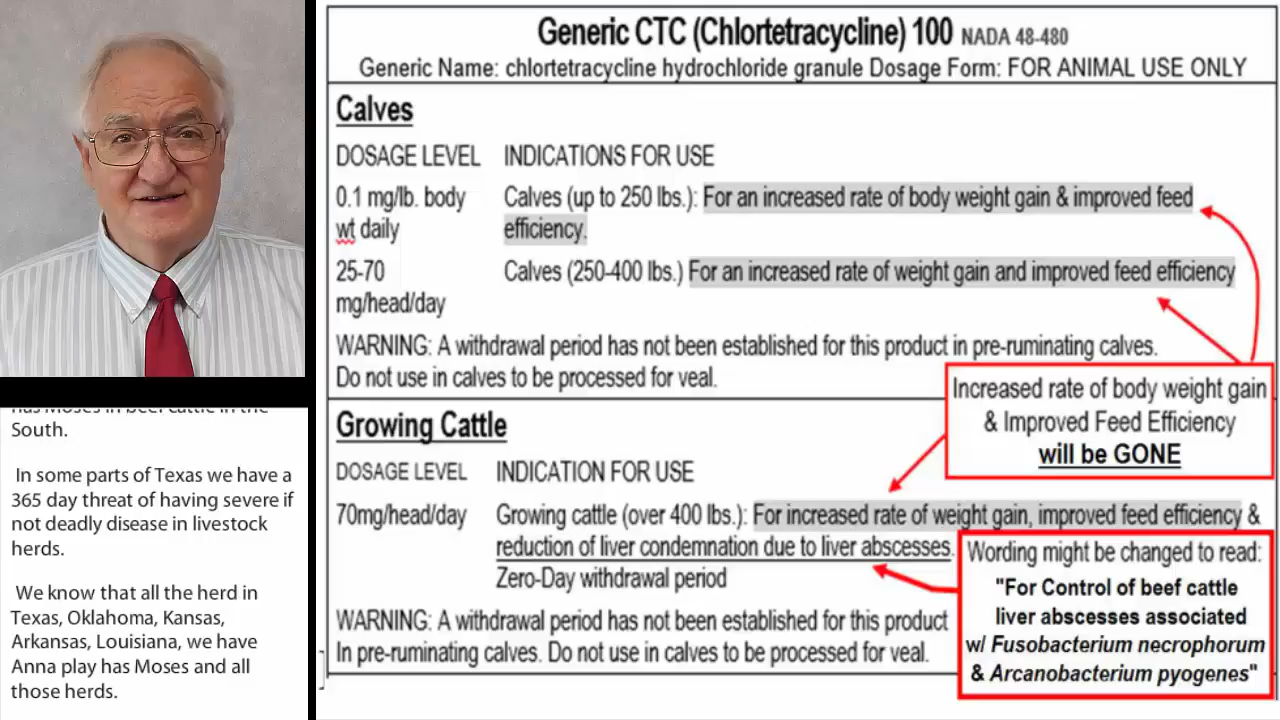 has Moses in beef cattle in the
South.
In some parts of Texas we have a
365 day threat of having severe if
not deadly disease in livestock
herds.
We know that all the herd in
Texas, Oklahoma, Kansas,
Arkansas, Louisiana, we have
Anna play has Moses and all
those herds.
Generic CTC (Chlortetracycline) 100 NADA 48-480
Generic Name: chlortetracycline hydrochloride granule Dosage Form: FOR ANIMAL USE ONLY
Calves
DOSAGE LEVEL INDICATIONS FOR USE
0.1 mg/lb. body Calves (up to 250 lbs.): For an increased rate of body weight gain & improved feed
wt daily efficiency.
25-70 Calves (250-400 lbs.) For an increased rate of weight gain and improved feed efficiency
mg/head/day
WARNING: A withdrawal period has not been established for this product in pre-ruminating calves.
Do not use in calves to be processed for veal.
Increased rate of body weight gain
& Improved Feed Efficiency
will be GONE
Growing Cattle
DOSAGE LEVEL INDICATION FOR USE
70mg/head/day Growing cattle (over 400 lbs.): For increased rate of weight gain, improved feed efficiency &
reduction of liver condemnation due to liver abscesses.
Zero-Day withdrawal period
WARNING: A withdrawal period has not been established for this product
In pre-ruminating calves. Do not use in calves to be processed for veal.
Wording might be changed to read:
"For Control of beef cattle
liver abscesses associated
w/ Fusobacterium necrophorum
& Arcanobacterium pyogenes"